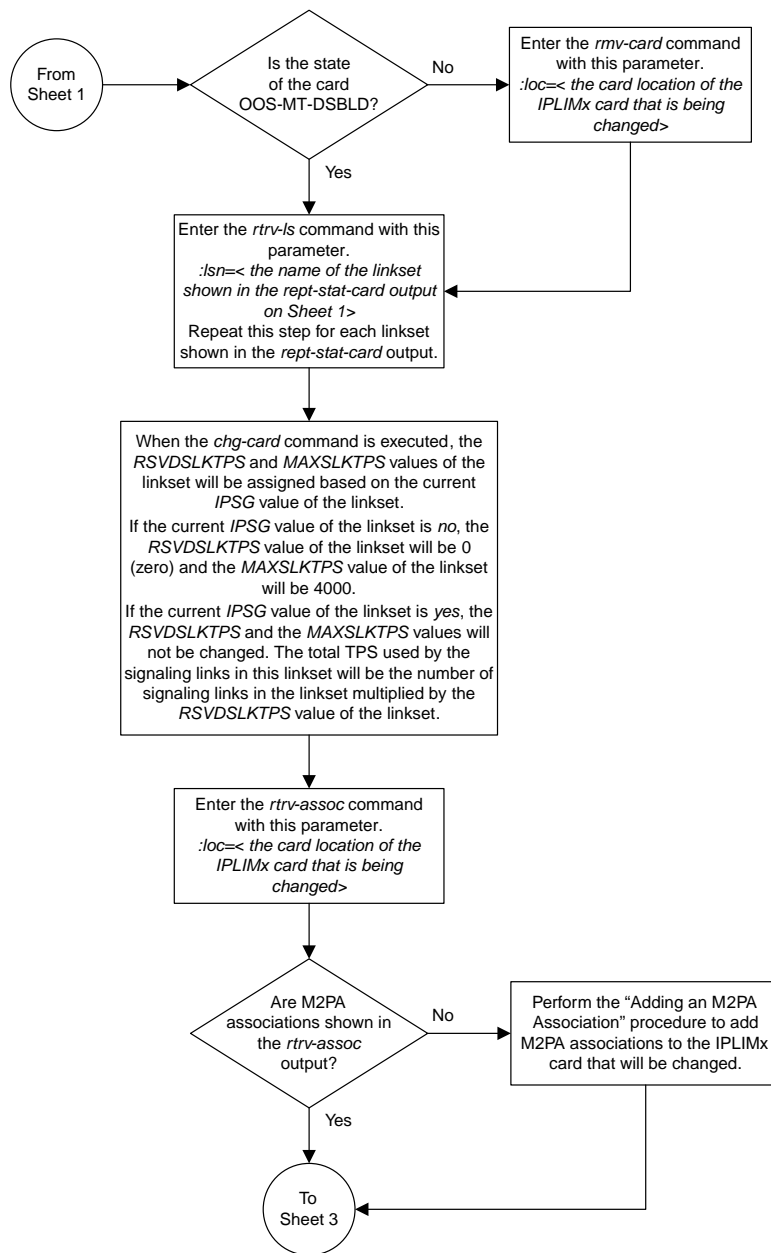 From
Sheet 1
Is the state
of the card
OOS-MT-DSBLD?
No
Enter the rmv-card command
with this parameter.
:loc=< the card location of the
IPLIMx card that is being
changed>
Yes
Enter the rtrv-ls command with this
parameter.
:lsn=< the name of the linkset
shown in the rept-stat-card output
on Sheet 1>
Repeat this step for each linkset
shown in the rept-stat-card output.
When the chg-card command is executed, the
RSVDSLKTPS and MAXSLKTPS values of the
linkset will be assigned based on the current
IPSG value of the linkset.
If the current IPSG value of the linkset is no, the
RSVDSLKTPS value of the linkset will be 0
(zero) and the MAXSLKTPS value of the linkset
will be 4000.
If the current IPSG value of the linkset is yes, the
RSVDSLKTPS and the MAXSLKTPS values will
not be changed. The total TPS used by the
signaling links in this linkset will be the number of
signaling links in the linkset multiplied by the
RSVDSLKTPS value of the linkset.
Enter the rtrv-assoc command
with this parameter.
:loc=< the card location of the
IPLIMx card that is being
changed>
Are M2PA
associations shown in
the rtrv-assoc
output?
No
Perform the “Adding an M2PA
Association” procedure to add
M2PA associations to the IPLIMx
card that will be changed.
Yes
To
Sheet 3